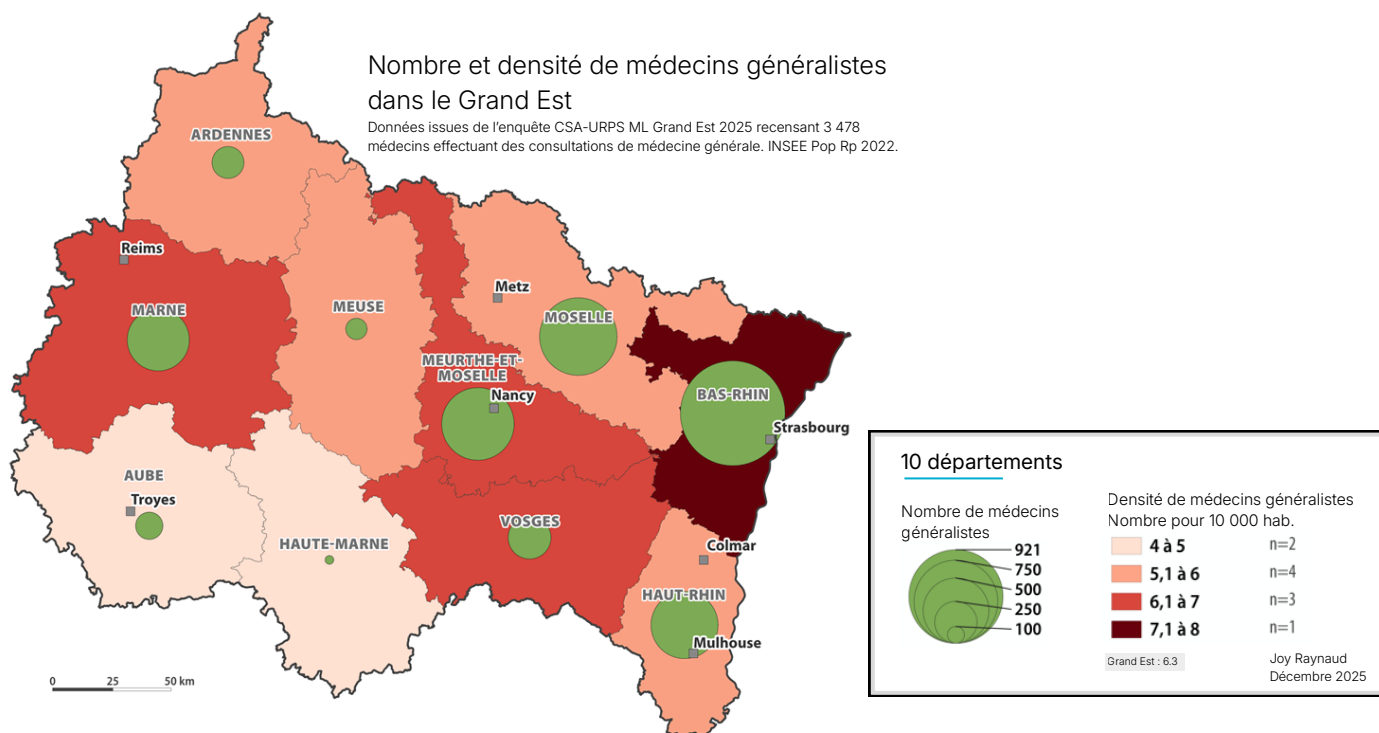 Nombre et densité de médecins généralistes
dans le Grand Est
Données issues de l'enquête CSA-URPS ML Grand Est 2025 recensant 3 478
médecins effectuant des consultations de médecine générale. INSEE Pop Rp 2022.
ARDENNES
Reims
MARNE
MEUSE
Metz
MOSELLE
MEURTHE-ET-
MOSELLE
Nancy
BAS-RHIN
Strasbourg
AUBE
Troyes
HAUTE-MARNE
VOSGES
Colmar
HAUT-RHIN
Mulhouse
0 25 50 km
10 départements
Nombre de médecins
généralistes
921
750
500
250
100
Densité de médecins généralistes
Nombre pour 10 000 hab.
4 à 5 n=2
5,1 à 6 n=4
6,1 à 7 n=3
7,1 à 8 n=1
Grand Est : 6.3
Joy Raynaud
Décembre 2025